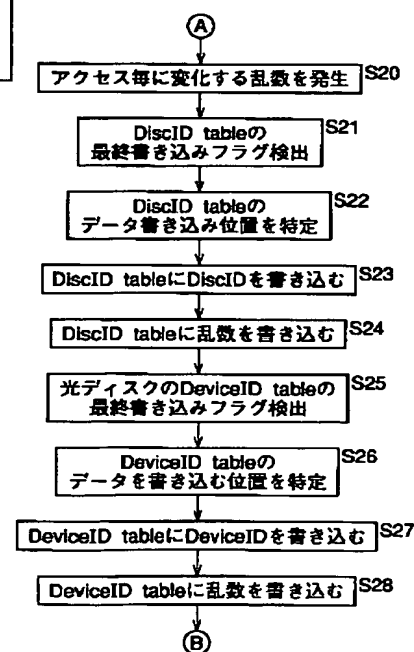 A
アクセス毎に変化する乱数を発生 S20
DiscID tableの S21
最終書き込みフラグ検出
DiscID tableの S22
データ書き込み位置を特定
DiscID tableにDiscIDを書き込む S23
DiscID tableに乱数を書き込む S24
光ディスクのDeviceID tableの S25
最終書き込みフラグ検出
DeviceID tableの S26
データを書き込む位置を特定
DeviceID tableにDeviceIDを書き込む S27
DeviceID tableに乱数を書き込む S28
B